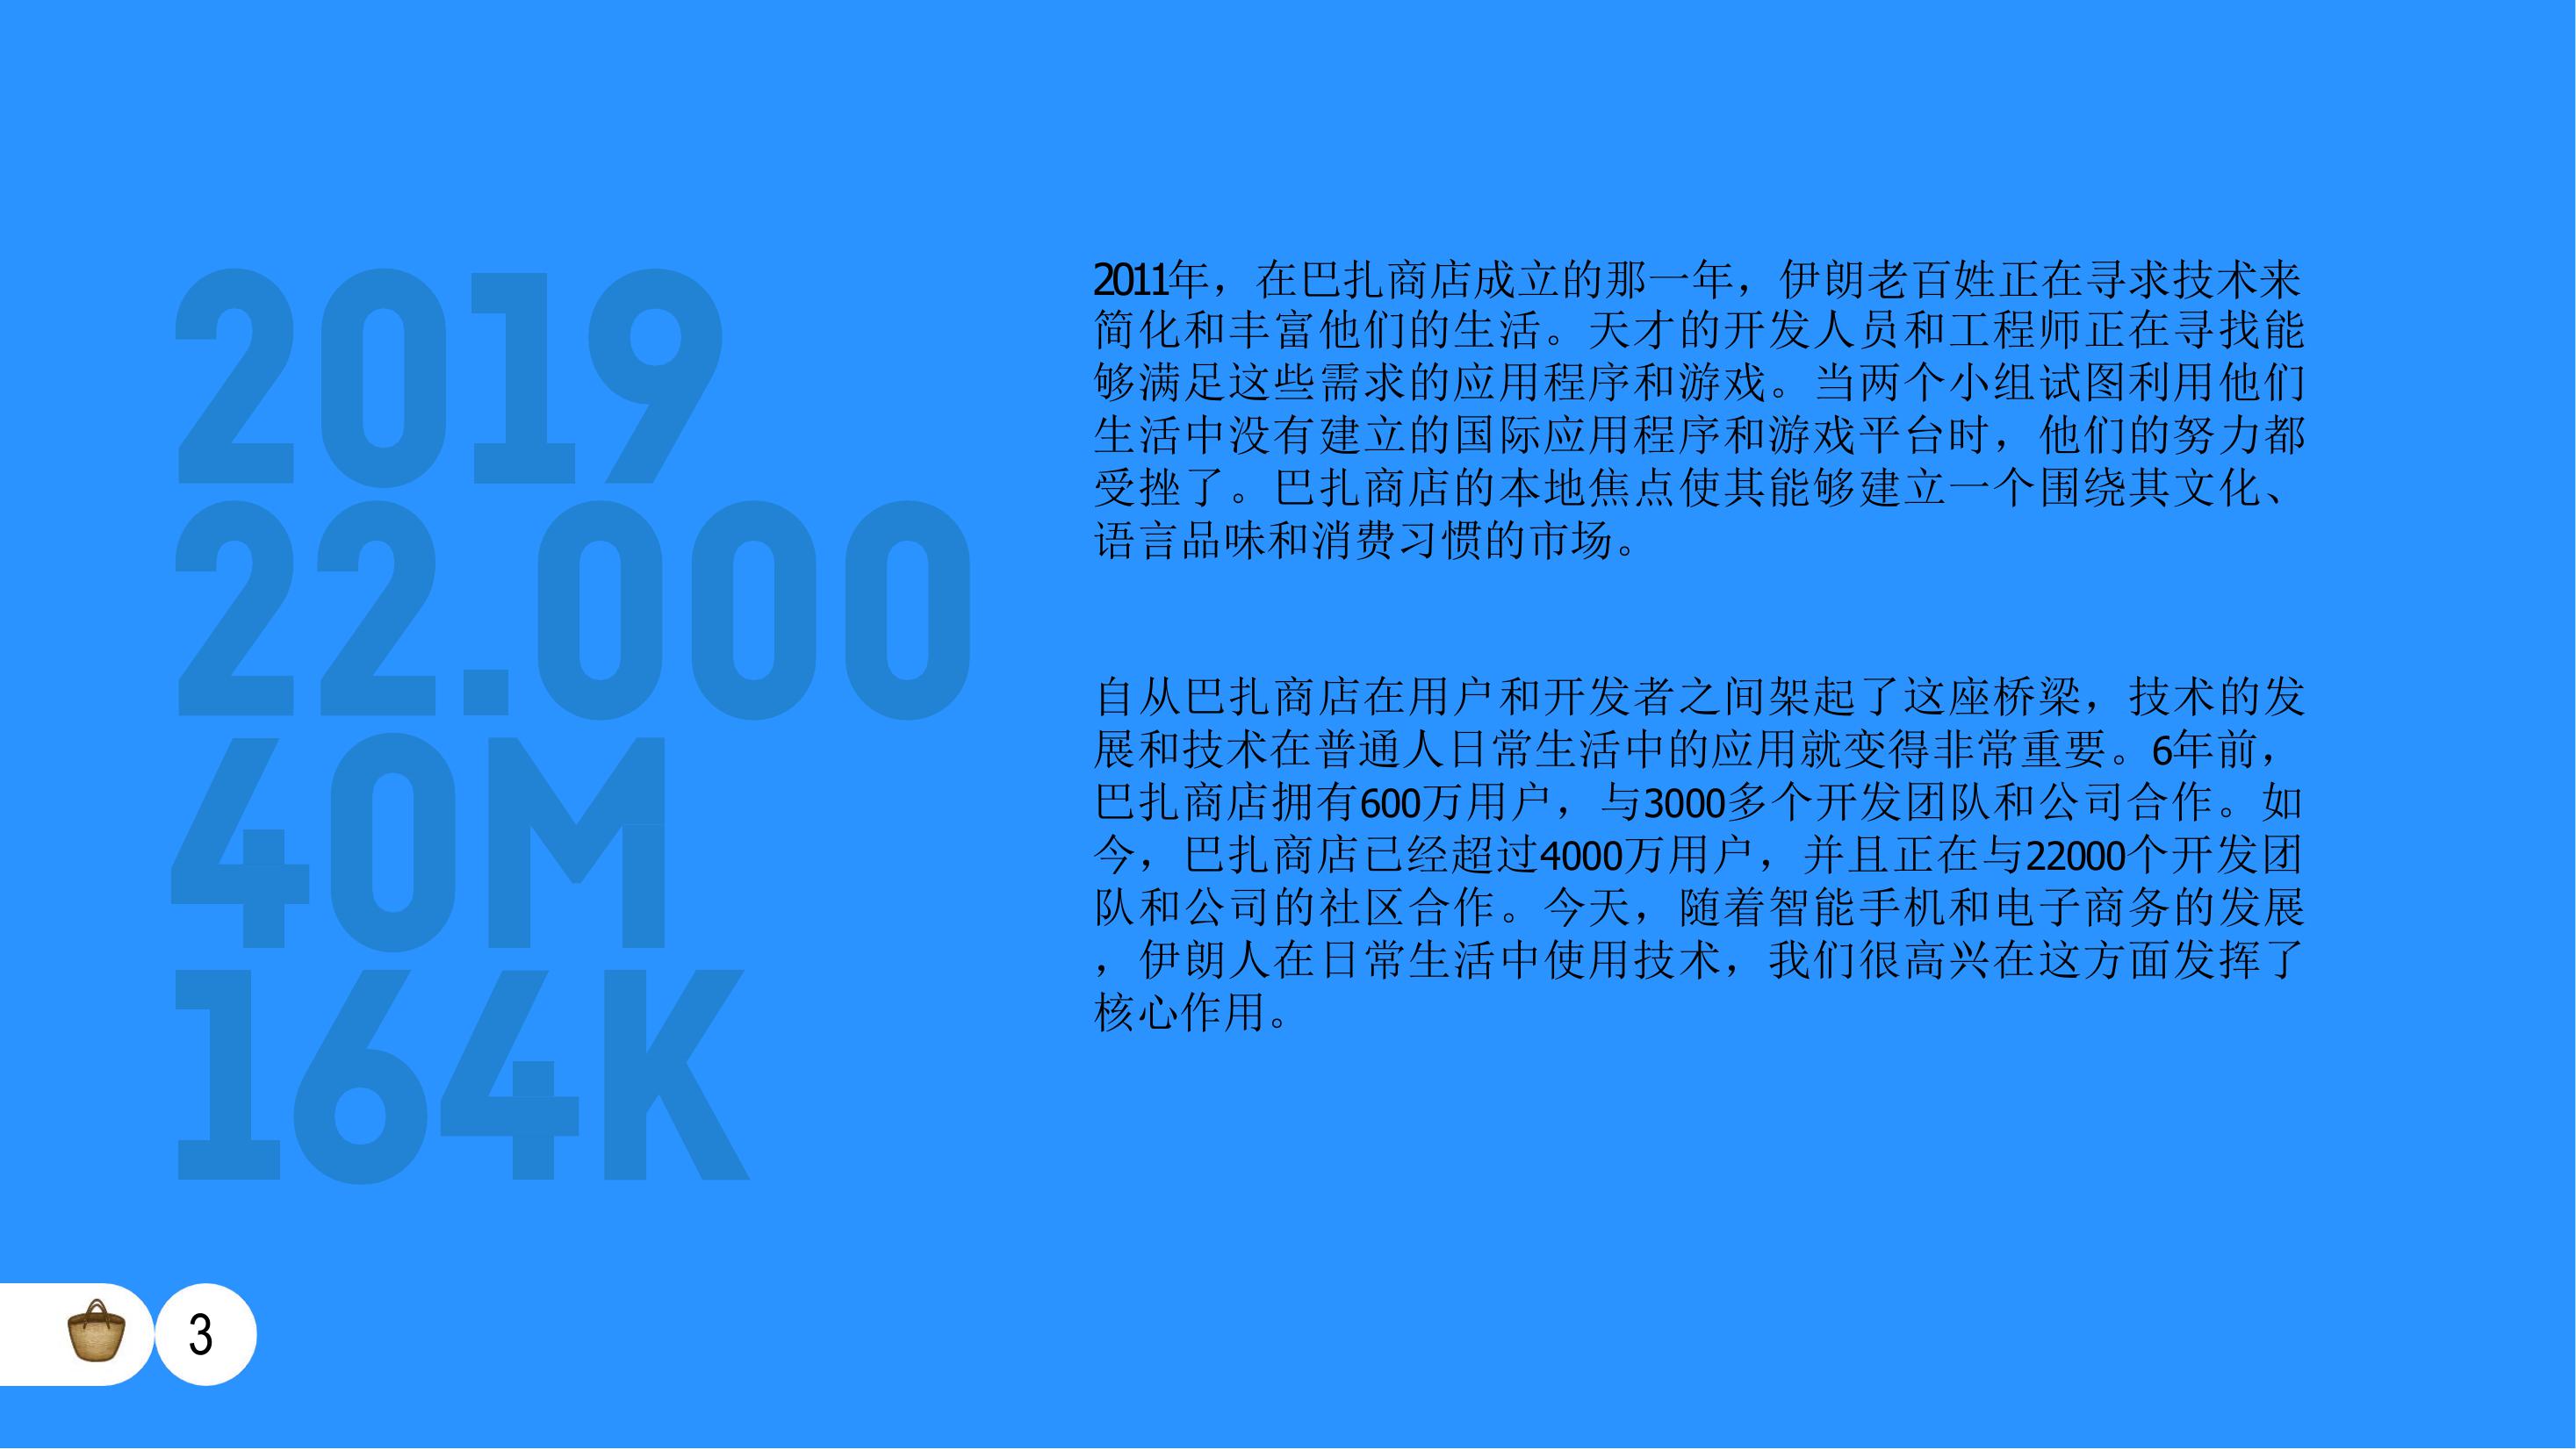 2019
22.000
40M
164K
2011年，在巴扎商店成立的那一年，伊朗老百姓正在寻求技术来
简化和丰富他们的生活。天才的开发人员和工程师正在寻找能
够满足这些需求的应用程序和游戏。当两个小组试图利用他们
生活中没有建立的国际应用程序和游戏平台时，他们的努力都
受挫了。巴扎商店的本地焦点使其能够建立一个围绕其文化、
语言品味和消费习惯的市场。
自从巴扎商店在用户和开发者之间架起了这座桥梁，技术的发
展和技术在普通人日常生活中的应用就变得非常重要。6年前，
巴扎商店拥有600万用户，与3000多个开发团队和公司合作。如
今，巴扎商店已经超过4000万用户，并且正在与22000个开发团
队和公司的社区合作。今天，随着智能手机和电子商务的发展
，伊朗人在日常生活中使用技术，我们很高兴在这方面发挥了
核心作用。
3